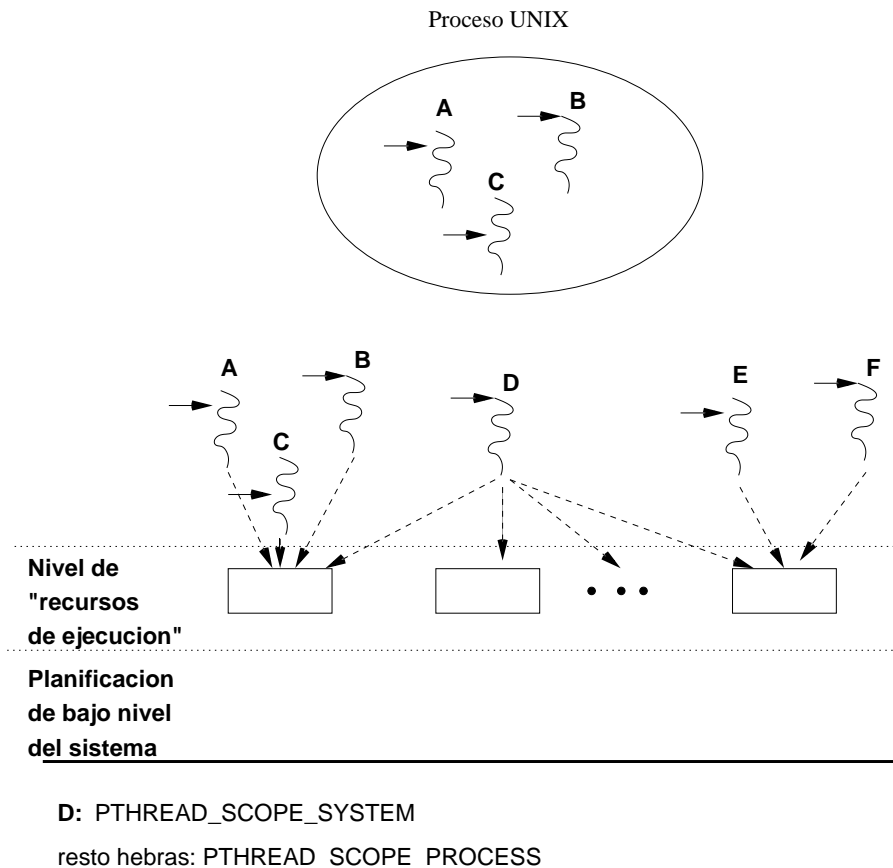 Proceso UNIX
A
B
C
A
B
C
D
E
F
Nivel de
"recursos
de ejecucion"
Planificacion
de bajo nivel
del sistema
D: PTHREAD_SCOPE_SYSTEM
resto hebras: PTHREAD_SCOPE_PROCESS